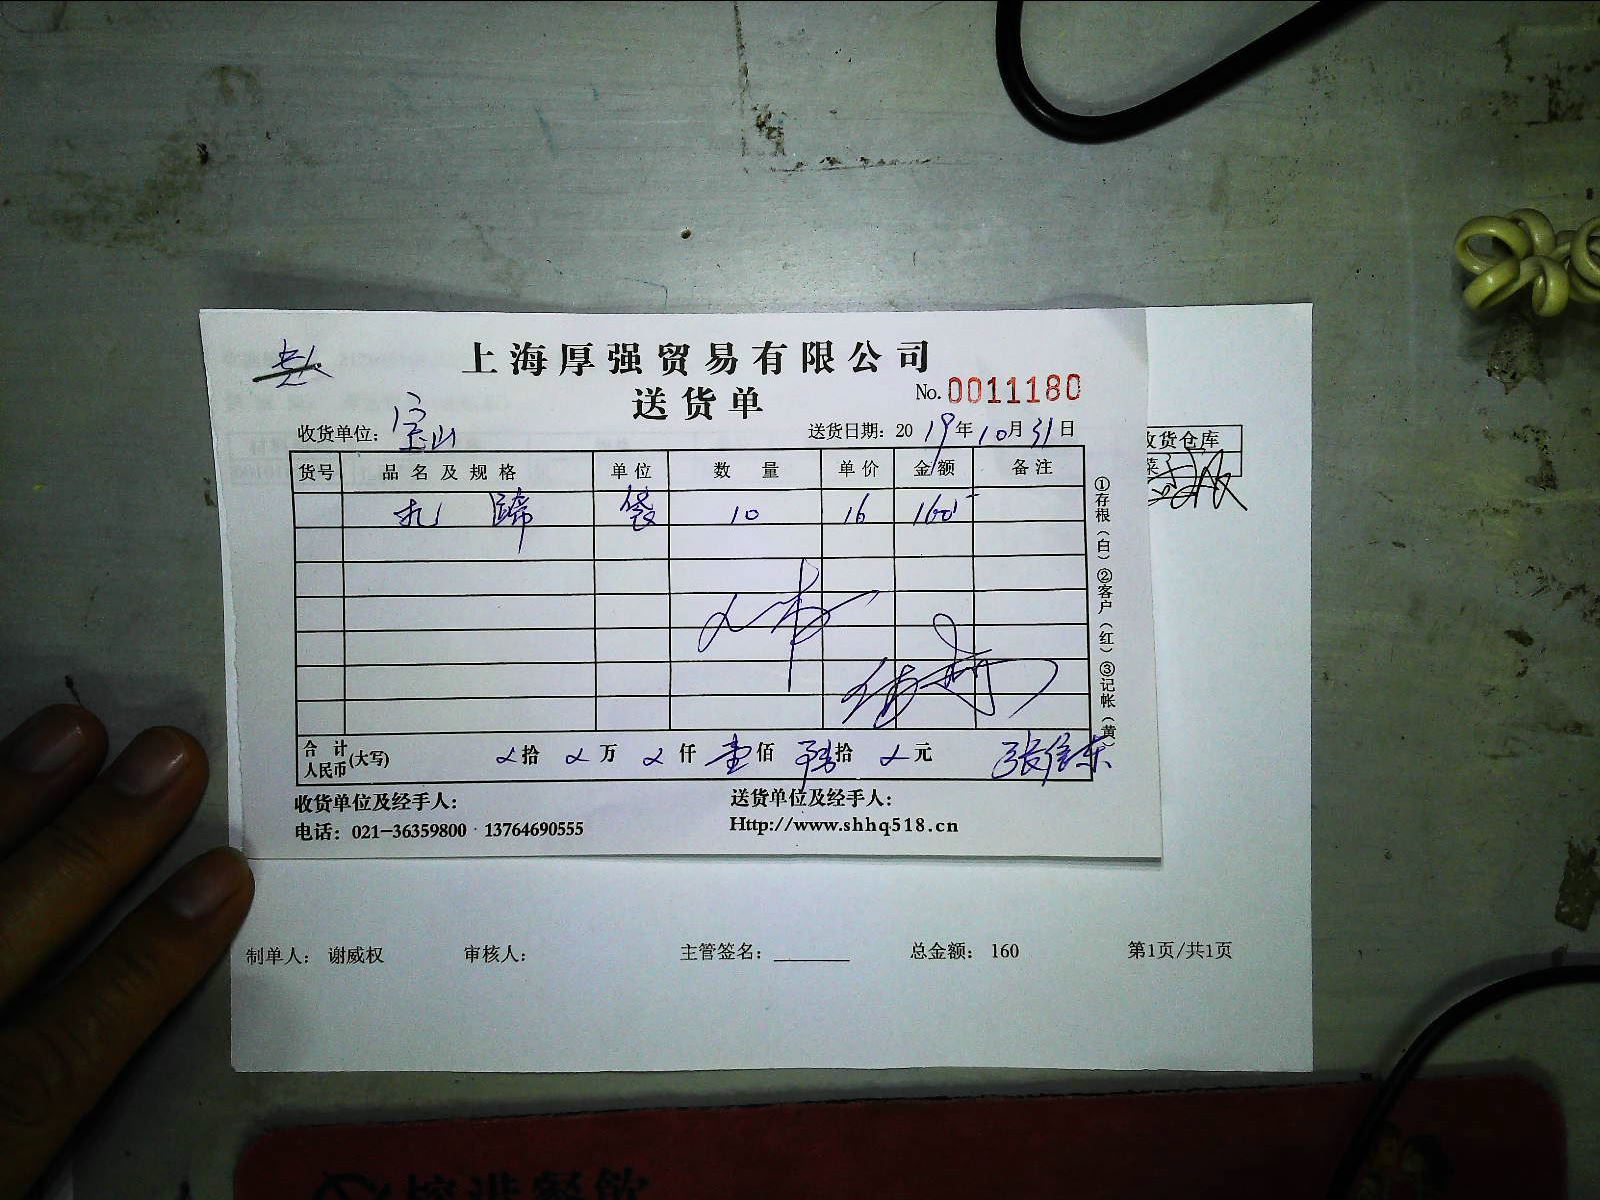 上海厚强贸易有限公司
送货单
No. 0011180
收货单位: 宝山
送货日期: 2019年10月31日
货号 品名及规格 单位 数量 单价 金额 备注
扎蹄 袋 10 16 160
合计人民币(大写) 拾 万 仟 壹佰 陆拾 元
张信东
收货单位及经手人:
送货单位及经手人:
电话: 021-36359800 13764690555
Http://www.shhq518.cn
①存根(白)②客户(红)③记帐(黄)
收货仓库
菜
制单人: 谢威权 审核人: 主管签名: 总金额: 160 第1页/共1页